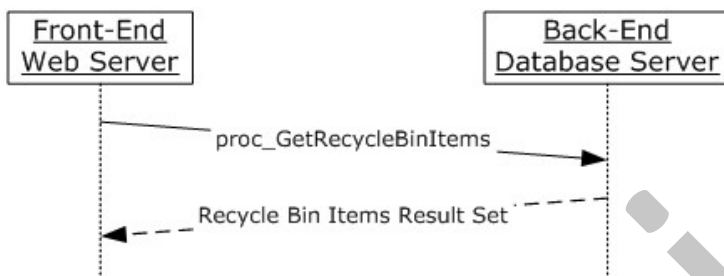 Front-End
Web Server
Back-End
Database Server
proc_GetRecycleBinItems
Recycle Bin Items Result Set